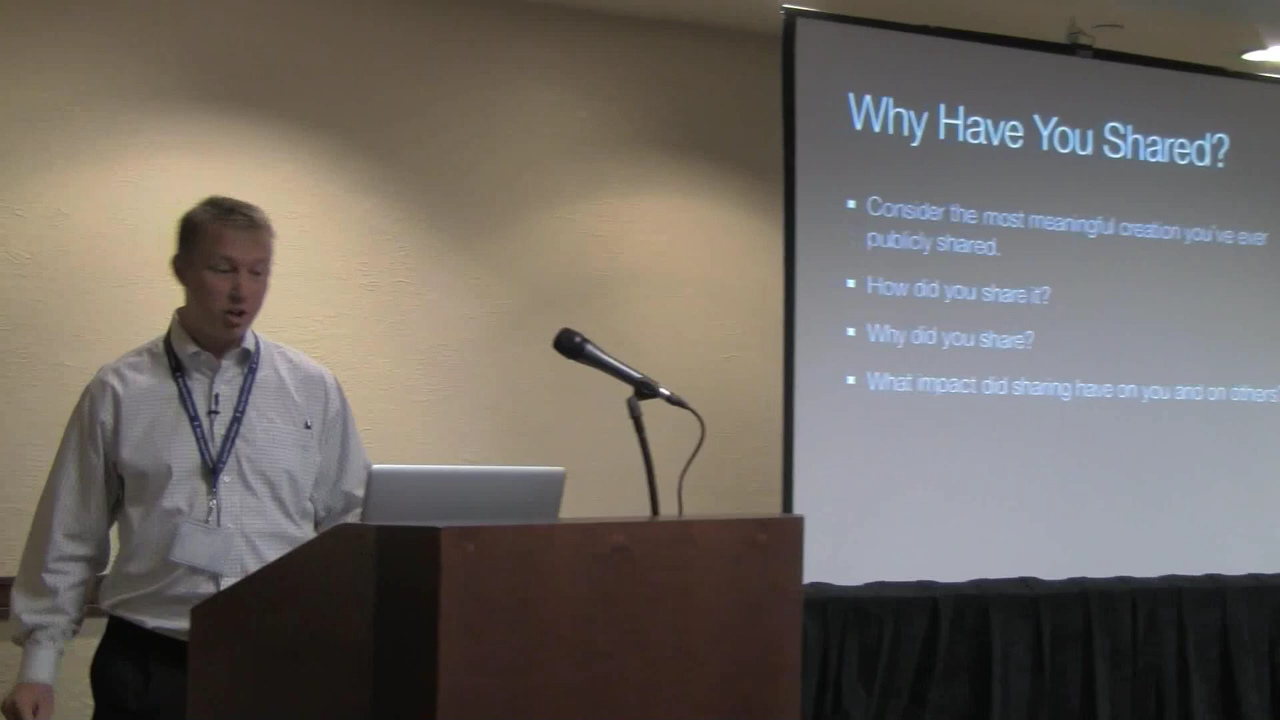 Why Have You Shared?
Consider the most meaningful creation you've ever
publicly shared.
How did you share it?
Why did you share?
What impact did sharing have on you and on others